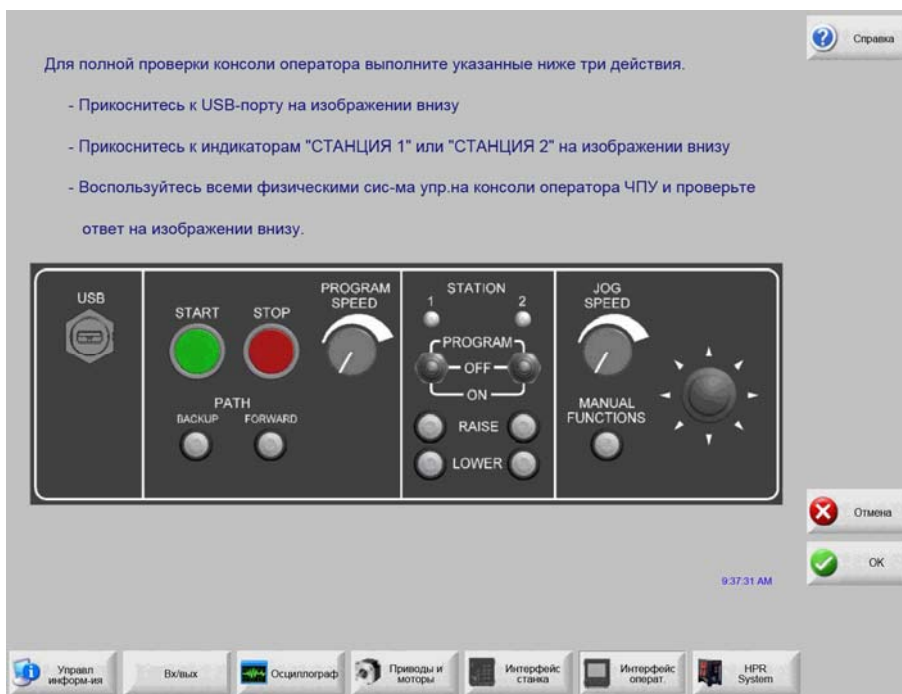 Справка
Для полной проверки консоли оператора выполните указанные ниже три действия.
- Прикоснитесь к USB-порту на изображении внизу
- Прикоснитесь к индикаторам "СТАНЦИЯ 1" или "СТАНЦИЯ 2" на изображении внизу
- Воспользуйтесь всеми физическими сис-ма упр.на консоли оператора ЧПУ и проверьте
ответ на изображении внизу.
USB
START
STOP
PROGRAM
SPEED
PATH
BACKUP
FORWARD
STATION
1 2
PROGRAM
OFF
ON
RAISE
LOWER
JOG
SPEED
MANUAL
FUNCTIONS
Отмена
OK
9:37:31 AM
Управл
информ-ия
Вх/вых
Осциллограф
Приводы и
моторы
Интерфейс
станка
Интерфейс
операт.
HPR
System